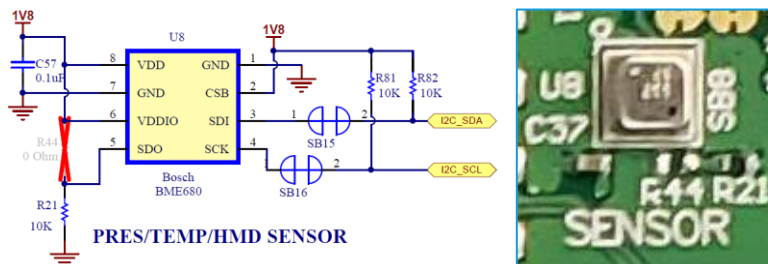 1V8
1V8
U8
C57
0.1uF
8
VDD
GND
1
7
GND
CSB
2
6
VDDIO
SDI
3
5
SDO
SCK
4
R81
10K
R82
10K
1
2
SB15
I2C_SDA
1
2
SB16
I2C_SCL
R44
0 Ohm
R21
10K
Bosch
BME680
PRES/TEMP/HMD SENSOR
U8
C37
SB8
R44 R21
SENSOR